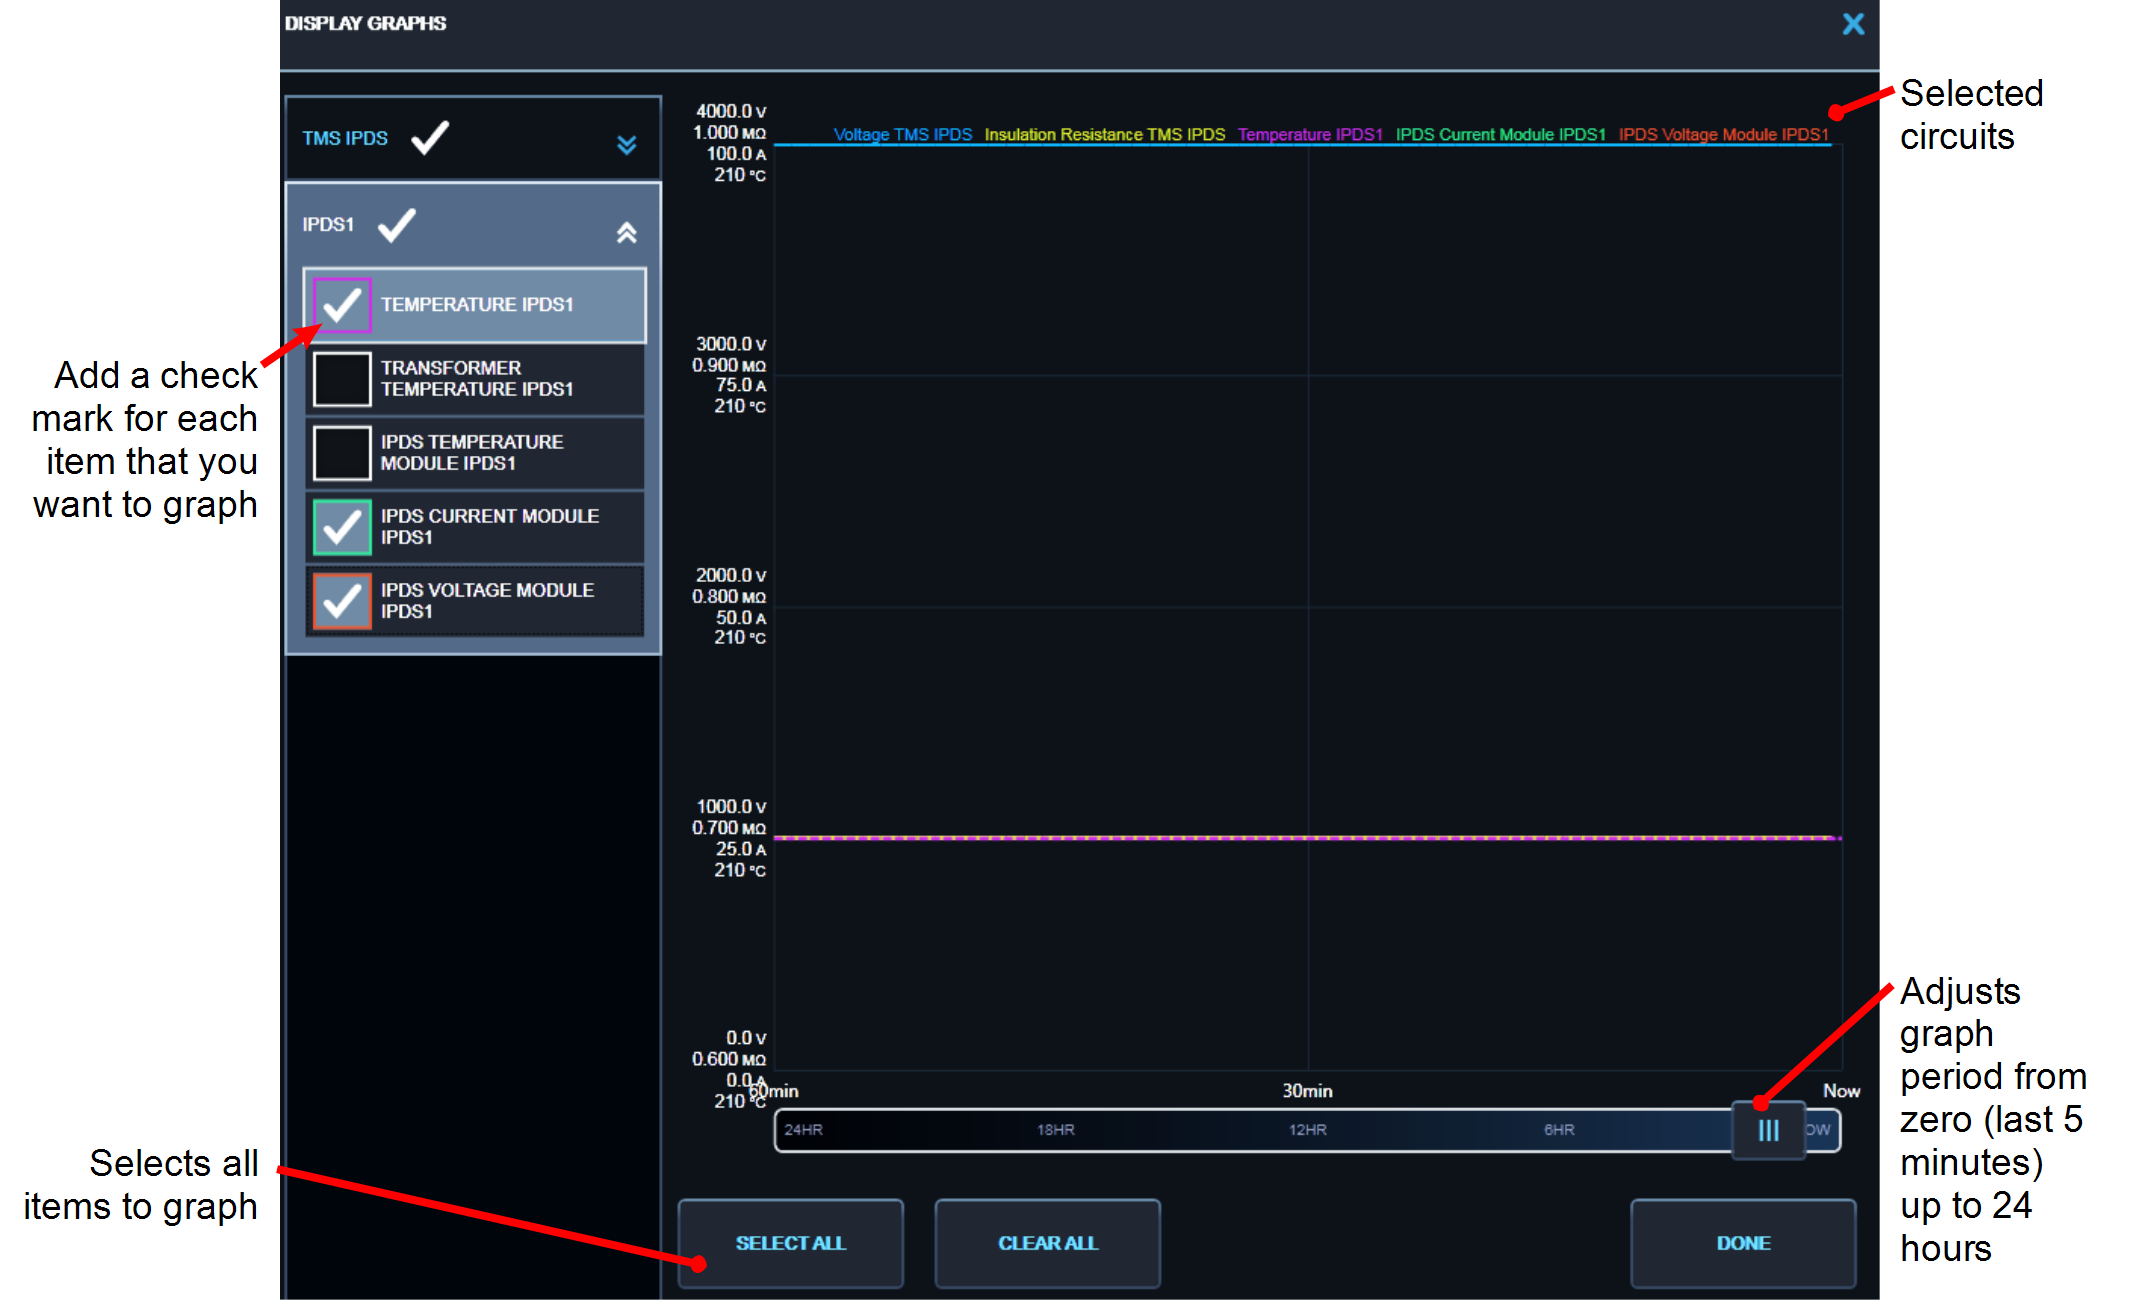 DISPLAY GRAPHS
X
Selected
circuits
TMS IPDS
IPDS1
TEMPERATURE IPDS1
TRANSFORMER
TEMPERATURE IPDS1
IPDS TEMPERATURE
MODULE IPDS1
IPDS CURRENT MODULE
IPDS1
IPDS VOLTAGE MODULE
IPDS1
Add a check
mark for each
item that you
want to graph
4000.0 V
1.000 MΩ
100.0 A
210 °C
Voltage TMS IPDS Insulation Resistance TMS IPDS Temperature IPDS1 IPDS Current Module IPDS1 IPDS Voltage Module IPDS1
3000.0 V
0.900 MΩ
75.0 A
210 °C
2000.0 V
0.800 MΩ
50.0 A
210 °C
1000.0 V
0.700 MΩ
25.0 A
210 °C
0.0 V
0.600 MΩ
0.0 A
210 °C
60min 30min Now
24HR 18HR 12HR 6HR OW
Adjusts
graph
period from
zero (last 5
minutes)
up to 24
hours
Selects all
items to graph
SELECT ALL CLEAR ALL DONE